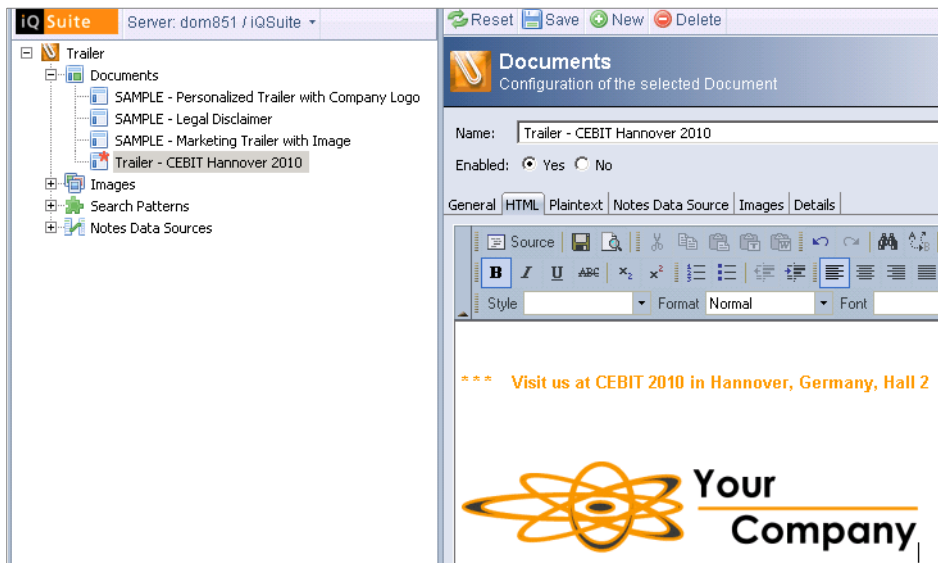 iQ Suite Server: dom851 / iQSuite
Trailer
Documents
SAMPLE - Personalized Trailer with Company Logo
SAMPLE - Legal Disclaimer
SAMPLE - Marketing Trailer with Image
Trailer - CEBIT Hannover 2010
Images
Search Patterns
Notes Data Sources
Reset Save New Delete
Documents
Configuration of the selected Document
Name: Trailer - CEBIT Hannover 2010
Enabled: Yes No
General HTML Plaintext Notes Data Source Images Details
Source
B I U ABC x₂ x²
Style Format Normal Font
*** Visit us at CEBIT 2010 in Hannover, Germany, Hall 2
Your
Company